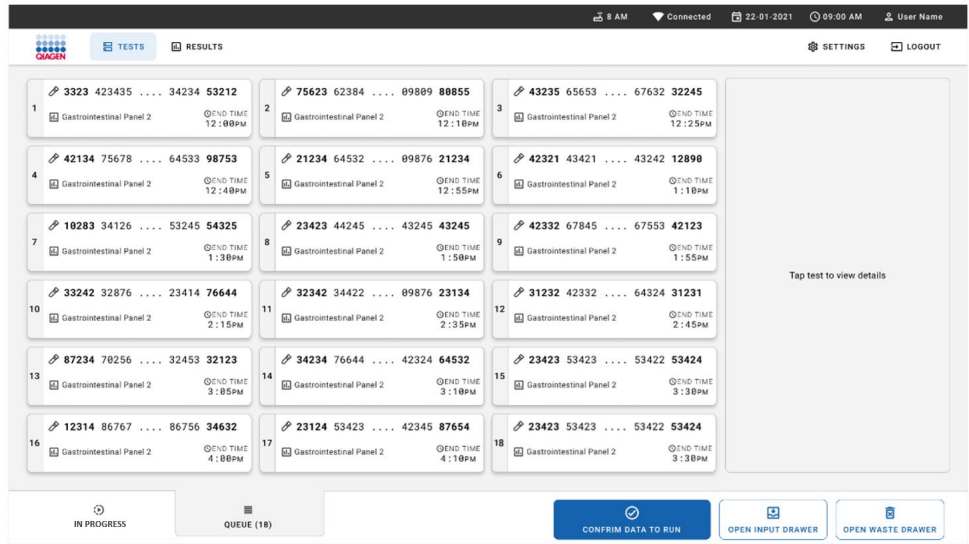 8 AM Connected 22-01-2021 09:00 AM User Name
QIAGEN TESTS RESULTS SETTINGS LOGOUT
1 3323 423435 .... 34234 53212
Gastrointestinal Panel 2 END TIME
12:00PM
2 75623 62384 .... 09809 80855
Gastrointestinal Panel 2 END TIME
12:10PM
3 43235 65653 .... 67632 32245
Gastrointestinal Panel 2 END TIME
12:25PM
4 42134 75678 .... 64533 98753
Gastrointestinal Panel 2 END TIME
12:40PM
5 21234 64532 .... 09876 21234
Gastrointestinal Panel 2 END TIME
12:55PM
6 42321 43421 .... 43242 12890
Gastrointestinal Panel 2 END TIME
1:10PM
7 10283 34126 .... 53245 54325
Gastrointestinal Panel 2 END TIME
1:30PM
8 23423 44245 .... 43245 43245
Gastrointestinal Panel 2 END TIME
1:50PM
9 42332 67845 .... 67553 42123
Gastrointestinal Panel 2 END TIME
1:55PM
Tap test to view details
10 33242 32876 .... 23414 76644
Gastrointestinal Panel 2 END TIME
2:15PM
11 32342 34422 .... 09876 23134
Gastrointestinal Panel 2 END TIME
2:35PM
12 31232 42332 .... 64324 31231
Gastrointestinal Panel 2 END TIME
2:45PM
13 87234 70256 .... 32453 32123
Gastrointestinal Panel 2 END TIME
3:05PM
14 34234 76644 .... 42324 64532
Gastrointestinal Panel 2 END TIME
3:10PM
15 23423 53423 .... 53422 53424
Gastrointestinal Panel 2 END TIME
3:30PM
16 12314 86767 .... 86756 34632
Gastrointestinal Panel 2 END TIME
4:00PM
17 23124 53423 .... 42345 87654
Gastrointestinal Panel 2 END TIME
4:10PM
18 23423 53423 .... 53422 53424
Gastrointestinal Panel 2 END TIME
3:30PM
IN PROGRESS QUEUE (18) CONFRIM DATA TO RUN OPEN INPUT DRAWER OPEN WASTE DRAWER